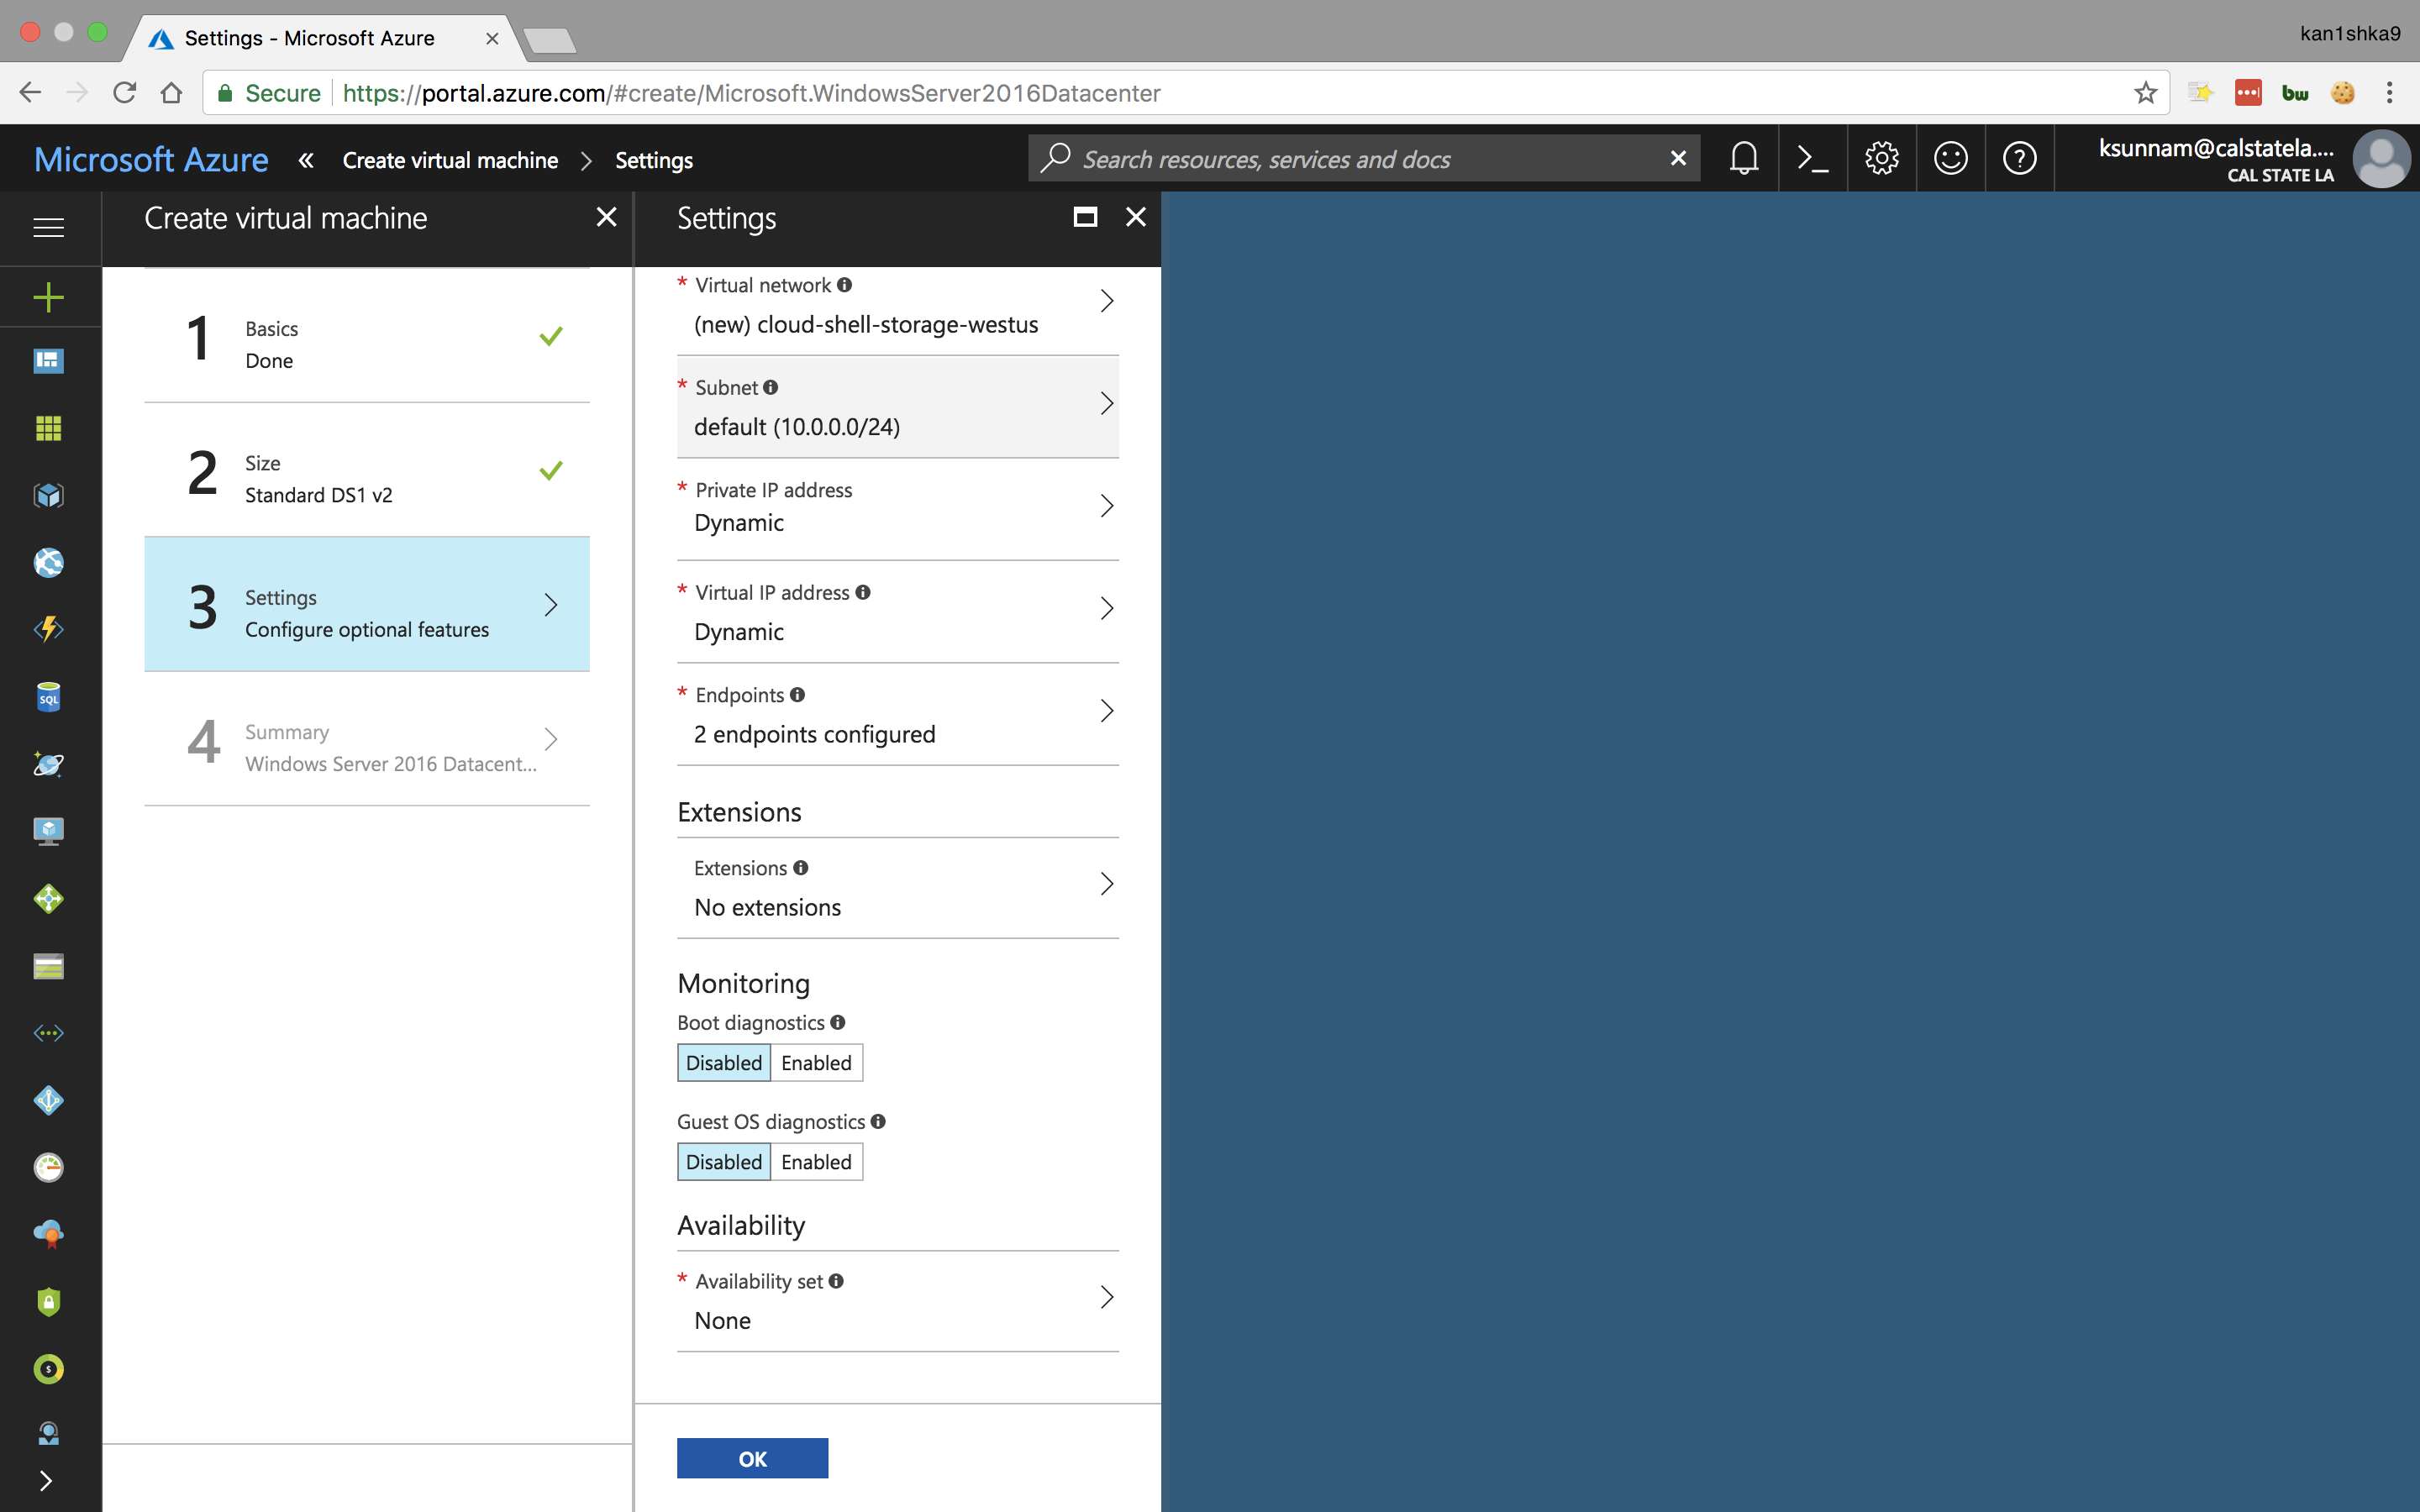 Settings - Microsoft Azure
kan1shka9
Secure https://portal.azure.com/#create/Microsoft.WindowsServer2016Datacenter
bw
Microsoft Azure « Create virtual machine > Settings
Search resources, services and docs
ksunnam@calstatela....
CAL STATE LA
Create virtual machine
1 Basics
Done
2 Size
Standard DS1 v2
3 Settings
Configure optional features
4 Summary
Windows Server 2016 Datacent...
SQL
Settings
* Virtual network
(new) cloud-shell-storage-westus
* Subnet
default (10.0.0.0/24)
* Private IP address
Dynamic
* Virtual IP address
Dynamic
* Endpoints
2 endpoints configured
Extensions
Extensions
No extensions
Monitoring
Boot diagnostics
Disabled Enabled
Guest OS diagnostics
Disabled Enabled
Availability
* Availability set
None
OK